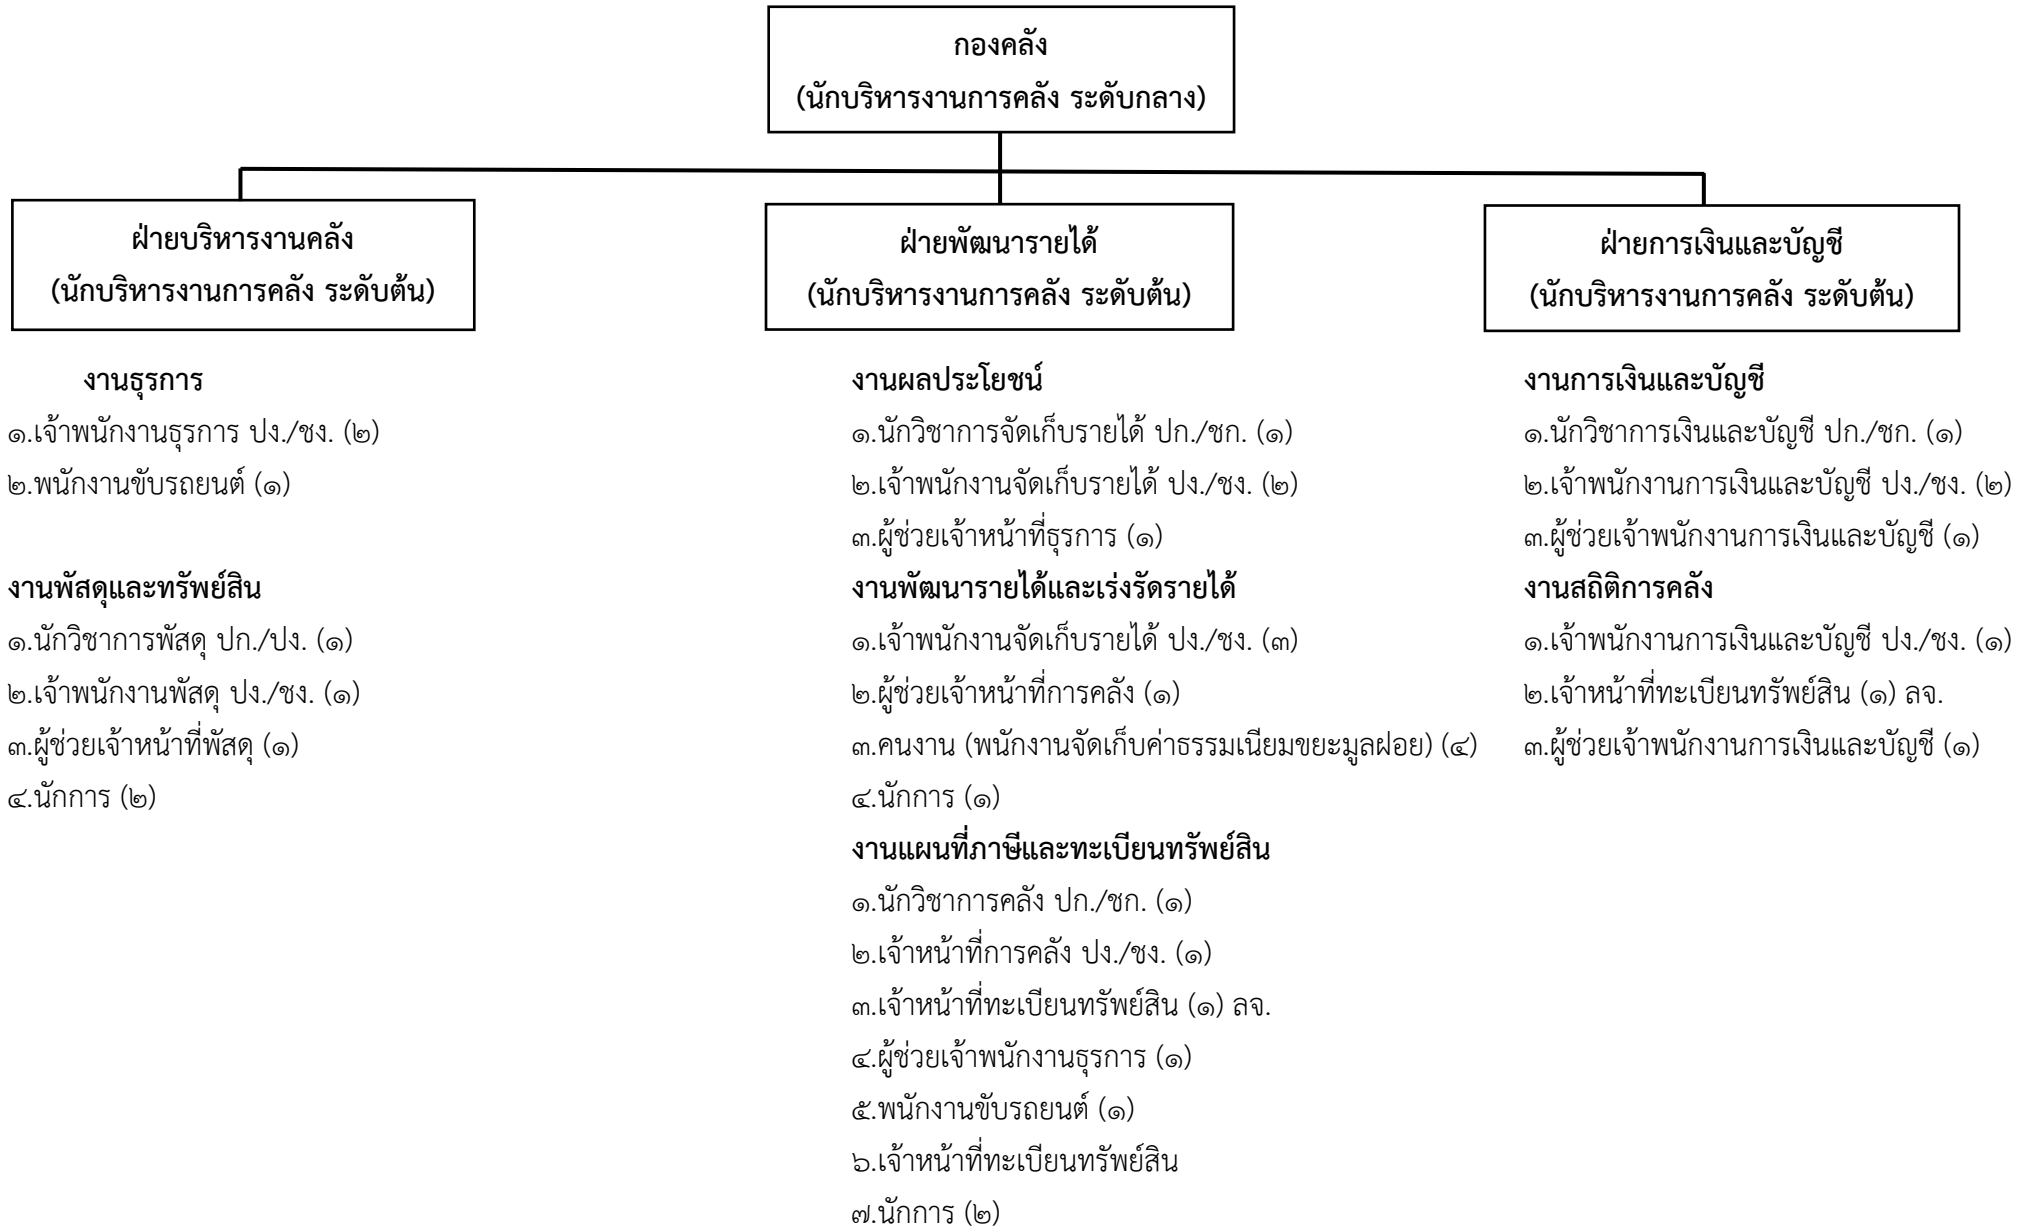 กองคลัง
(นักบริหารงานการคลัง ระดับกลาง)
ฝ่ายบริหารงานคลัง
(นักบริหารงานการคลัง ระดับต้น)
ฝ่ายพัฒนารายได้
(นักบริหารงานการคลัง ระดับต้น)
ฝ่ายการเงินและบัญชี
(นักบริหารงานการคลัง ระดับต้น)
งานธุรการ
๑.เจ้าพนักงานธุรการ ปง./ชง. (๒)
๒.พนักงานขับรถยนต์ (๑)
งานพัสดุและทรัพย์สิน
๑.นักวิชาการพัสดุ ปก./ปง. (๑)
๒.เจ้าพนักงานพัสดุ ปง./ชง. (๑)
๓.ผู้ช่วยเจ้าหน้าที่พัสดุ (๑)
๔.นักการ (๒)
งานผลประโยชน์
๑.นักวิชาการจัดเก็บรายได้ ปก./ชก. (๑)
๒.เจ้าพนักงานจัดเก็บรายได้ ปง./ชง. (๒)
๓.ผู้ช่วยเจ้าหน้าที่ธุรการ (๑)
งานพัฒนารายได้และเร่งรัดรายได้
๑.เจ้าพนักงานจัดเก็บรายได้ ปง./ชง. (๓)
๒.ผู้ช่วยเจ้าหน้าที่การคลัง (๑)
๓.คนงาน (พนักงานจัดเก็บค่าธรรมเนียมขยะมูลฝอย) (๔)
๔.นักการ (๑)
งานแผนที่ภาษีและทะเบียนทรัพย์สิน
๑.นักวิชาการคลัง ปก./ชก. (๑)
๒.เจ้าหน้าที่การคลัง ปง./ชง. (๑)
๓.เจ้าหน้าที่ทะเบียนทรัพย์สิน (๑) ลจ.
๔.ผู้ช่วยเจ้าพนักงานธุรการ (๑)
๕.พนักงานขับรถยนต์ (๑)
๖.เจ้าหน้าที่ทะเบียนทรัพย์สิน
๗.นักการ (๒)
งานการเงินและบัญชี
๑.นักวิชาการเงินและบัญชี ปก./ชก. (๑)
๒.เจ้าพนักงานการเงินและบัญชี ปง./ชง. (๒)
๓.ผู้ช่วยเจ้าพนักงานการเงินและบัญชี (๑)
งานสถิติการคลัง
๑.เจ้าพนักงานการเงินและบัญชี ปง./ชง. (๑)
๒.เจ้าหน้าที่ทะเบียนทรัพย์สิน (๑) ลจ.
๓.ผู้ช่วยเจ้าพนักงานการเงินและบัญชี (๑)